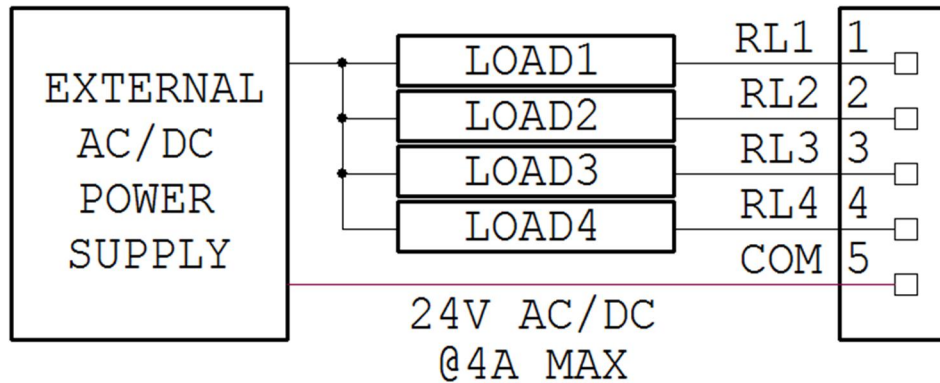 EXTERNAL
AC/DC
POWER
SUPPLY
LOAD1
RL1 1
LOAD2
RL2 2
LOAD3
RL3 3
LOAD4
RL4 4
COM 5
24V AC/DC
@4A MAX